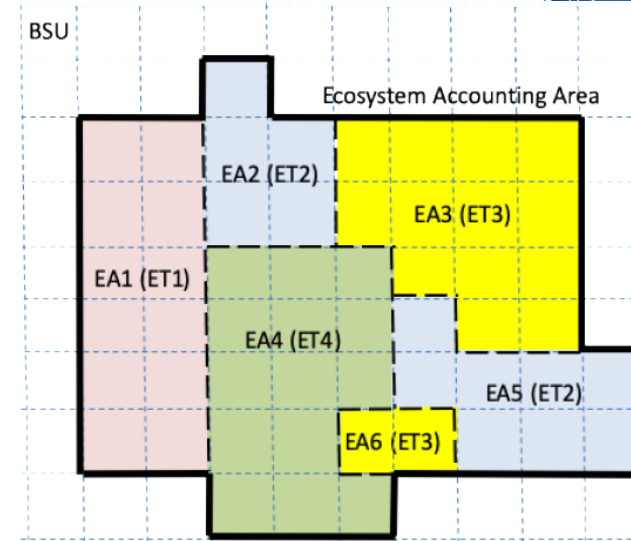 BSU
Ecosystem Accounting Area
EA2 (ET2)
EA3 (ET3)
EA1 (ET1)
EA4 (ET4)
EA5 (ET2)
EA6 (ET3)